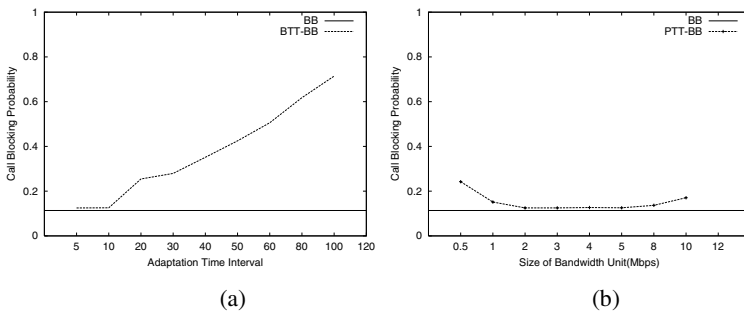 1
0.8
0.6
0.4
0.2
0
Call Blocking Probability
BB
BTT-BB
5 10 20 30 40 50 60 80 100 120
Adaptation Time Interval
(a)
1
0.8
0.6
0.4
0.2
0
Call Blocking Probability
BB
PTT-BB
0.5 1 2 3 4 5 8 10 12
Size of Bandwidth Unit(Mbps)
(b)